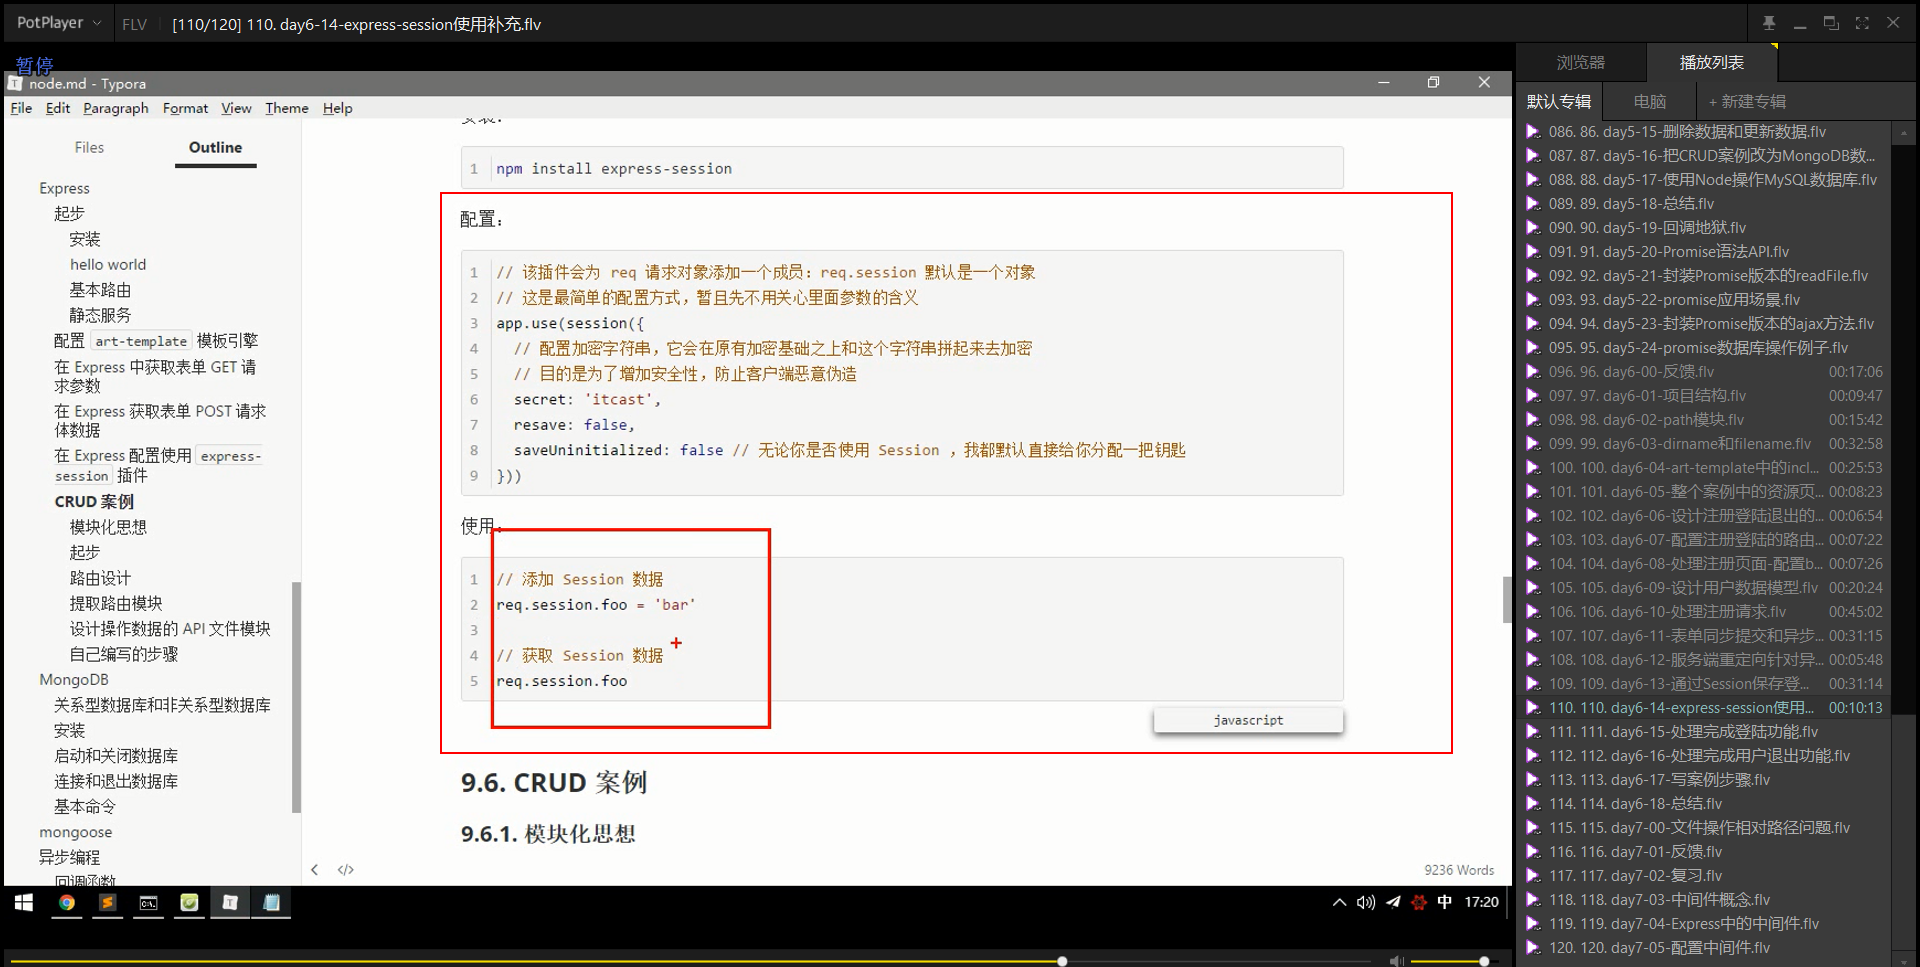 PotPlayer
FLV
[110/120] 110. day6-14-express-session使用补充.flv
暂停
node.md - Typora
File Edit Paragraph Format View Theme Help
Files
Outline
Express
起步
安装
hello world
基本路由
静态服务
配置 art-template 模板引擎
在 Express 中获取表单 GET 请
求参数
在 Express 获取表单 POST 请求
体数据
在 Express 配置使用 express-
session 插件
CRUD 案例
模块化思想
起步
路由设计
提取路由模块
设计操作数据的 API 文件模块
自己编写的步骤
MongoDB
关系型数据库和非关系型数据库
安装
启动和关闭数据库
连接和退出数据库
基本命令
mongoose
异步编程
回调函数
安装:
1 npm install express-session
配置:
1 // 该插件会为 req 请求对象添加一个成员: req.session 默认是一个对象
2 // 这是最简单的配置方式, 暂且先不用关心里面参数的含义
3 app.use(session({
4 // 配置加密字符串, 它会在原有加密基础之上和这个字符串拼起来去加密
5 // 目的是为了增加安全性, 防止客户端恶意伪造
6 secret: 'itcast',
7 resave: false,
8 saveUninitialized: false // 无论你是否使用 Session , 我都默认直接给你分配一把钥匙
9 }))
使用:
1 // 添加 Session 数据
2 req.session.foo = 'bar'
3
4 // 获取 Session 数据
5 req.session.foo
javascript
9.6. CRUD 案例
9.6.1. 模块化思想
</>
9236 Words
中
17:20
浏览器
播放列表
默认专辑
电脑
+ 新建专辑
086. 86. day5-15-删除数据和更新数据.flv
087. 87. day5-16-把CRUD案例改为MongoDB数...
088. 88. day5-17-使用Node操作MySQL数据库.flv
089. 89. day5-18-总结.flv
090. 90. day5-19-回调地狱.flv
091. 91. day5-20-Promise语法API.flv
092. 92. day5-21-封装Promise版本的readFile.flv
093. 93. day5-22-promise应用场景.flv
094. 94. day5-23-封装Promise版本的ajax方法.flv
095. 95. day5-24-promise数据库操作例子.flv
096. 96. day6-00-反馈.flv 00:17:06
097. 97. day6-01-项目结构.flv 00:09:47
098. 98. day6-02-path模块.flv 00:15:42
099. 99. day6-03-dirname和filename.flv 00:32:58
100. 100. day6-04-art-template中的incl... 00:25:53
101. 101. day6-05-整个案例中的资源页... 00:08:23
102. 102. day6-06-设计注册登陆退出的... 00:06:54
103. 103. day6-07-配置注册登陆的路由... 00:07:22
104. 104. day6-08-处理注册页面-配置b... 00:07:26
105. 105. day6-09-设计用户数据模型.flv 00:20:24
106. 106. day6-10-处理注册请求.flv 00:45:02
107. 107. day6-11-表单同步提交和异步... 00:31:15
108. 108. day6-12-服务端重定向针对异... 00:05:48
109. 109. day6-13-通过Session保存登... 00:31:14
110. 110. day6-14-express-session使用... 00:10:13
111. 111. day6-15-处理完成登陆功能.flv
112. 112. day6-16-处理完成用户退出功能.flv
113. 113. day6-17-写案例步骤.flv
114. 114. day6-18-总结.flv
115. 115. day7-00-文件操作相对路径问题.flv
116. 116. day7-01-反馈.flv
117. 117. day7-02-复习.flv
118. 118. day7-03-中间件概念.flv
119. 119. day7-04-Express中的中间件.flv
120. 120. day7-05-配置中间件.flv